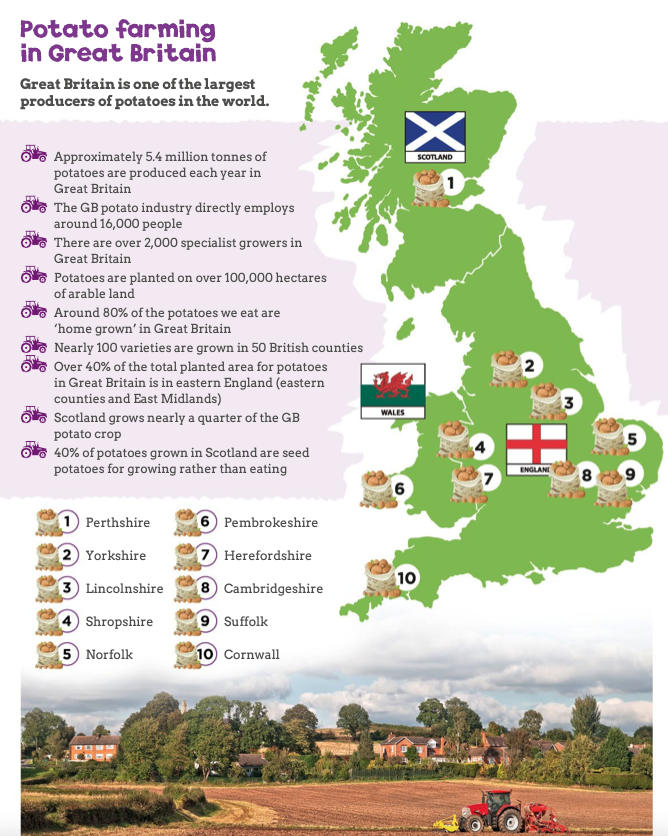 Potato farming
in Great Britain
Great Britain is one of the largest
producers of potatoes in the world.
Approximately 5.4 million tonnes of
potatoes are produced each year in
Great Britain
The GB potato industry directly employs
around 16,000 people
There are over 2,000 specialist growers in
Great Britain
Potatoes are planted on over 100,000 hectares
of arable land
Around 80% of the potatoes we eat are
‘home grown’ in Great Britain
Nearly 100 varieties are grown in 50 British counties
Over 40% of the total planted area for potatoes
in Great Britain is in eastern England (eastern
counties and East Midlands)
Scotland grows nearly a quarter of the GB
potato crop
40% of potatoes grown in Scotland are seed
potatoes for growing rather than eating
SCOTLAND
1
2
3
WALES
4
ENGLAND
5
6
7
8
9
10
1 Perthshire
2 Yorkshire
3 Lincolnshire
4 Shropshire
5 Norfolk
6 Pembrokeshire
7 Herefordshire
8 Cambridgeshire
9 Suffolk
10 Cornwall